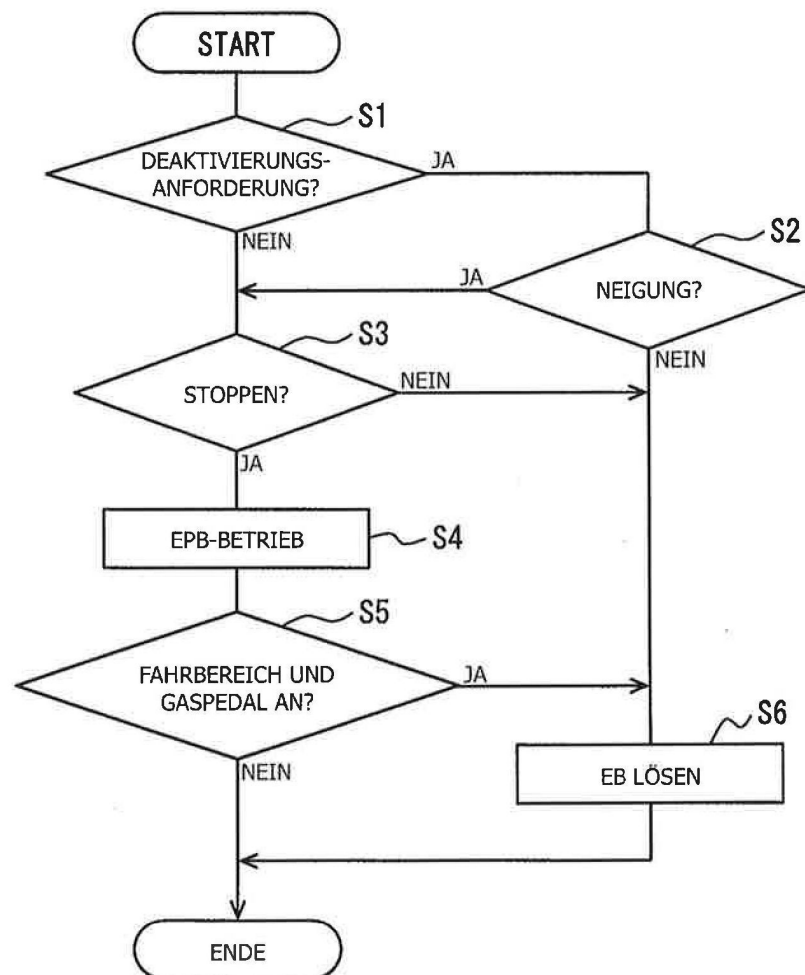 START
S1
DEAKTIVIERUNGS-
ANFORDERUNG?
JA
NEIN
S2
NEIGUNG?
JA
NEIN
S3
STOPPEN?
NEIN
JA
EPB-BETRIEB
S4
S5
FAHRBEREICH UND
GASPEDAL AN?
JA
NEIN
S6
EB LÖSEN
ENDE